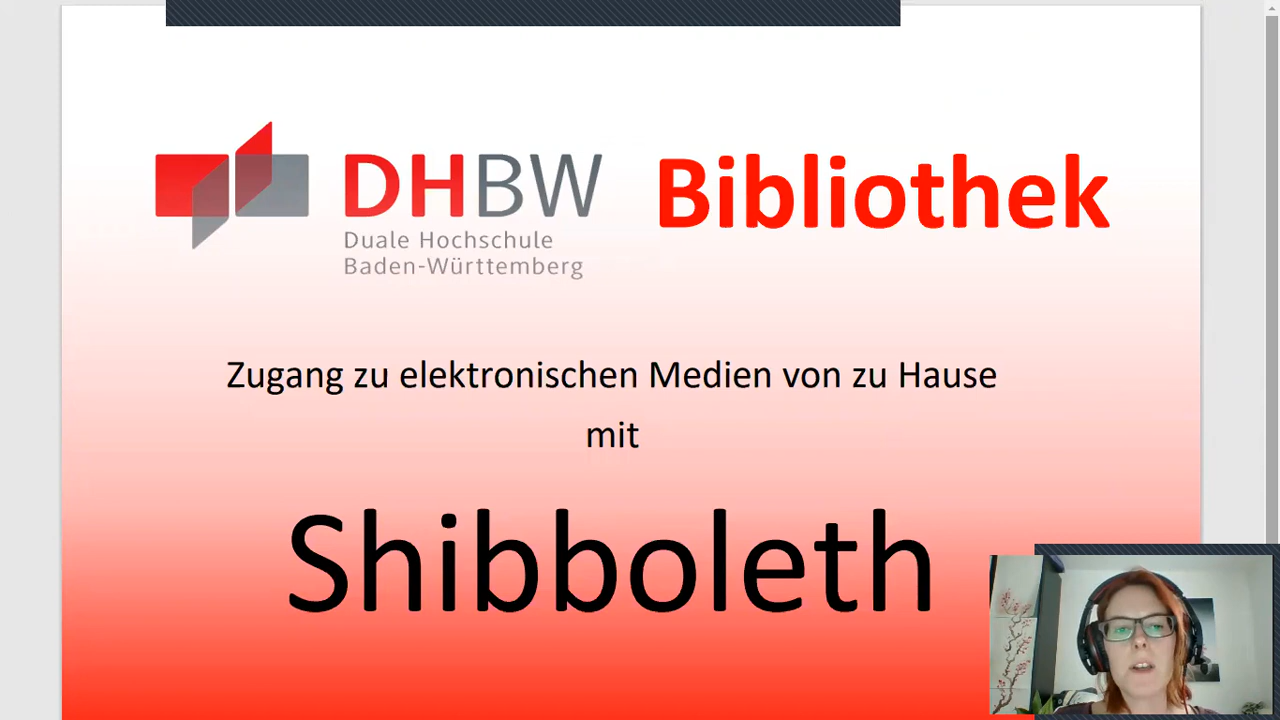 DHBW Bibliothek
Duale Hochschule
Baden-Württemberg
Zugang zu elektronischen Medien von zu Hause
mit
Shibboleth